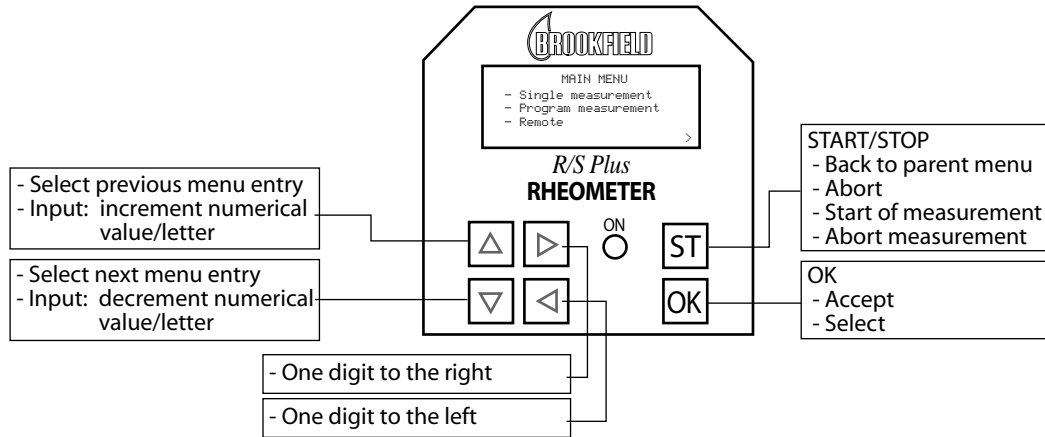 BROOKFIELD
MAIN MENU
- Single measurement
- Program measurement
- Remote
>
R/S Plus
RHEOMETER
ON
ST
OK
- Select previous menu entry
- Input: increment numerical
value/letter
- Select next menu entry
- Input: decrement numerical
value/letter
- One digit to the right
- One digit to the left
START/STOP
- Back to parent menu
- Abort
- Start of measurement
- Abort measurement
OK
- Accept
- Select